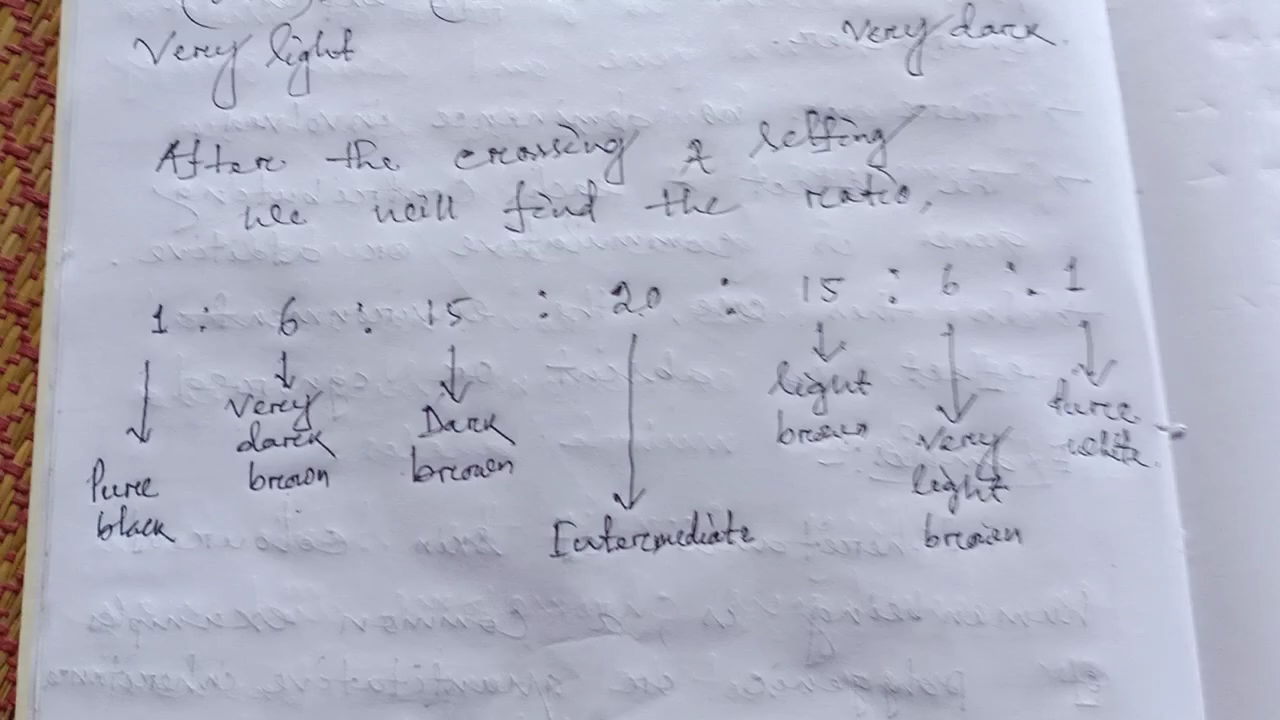 Very light
Very dark.
After the crossing & selfing
we will find the ratio,
1 : 6 : 15 : 20 : 15 : 6 : 1
Pure black
Very dark brown
Dark brown
Intermediate
light brown
Very light brown
Pure white.